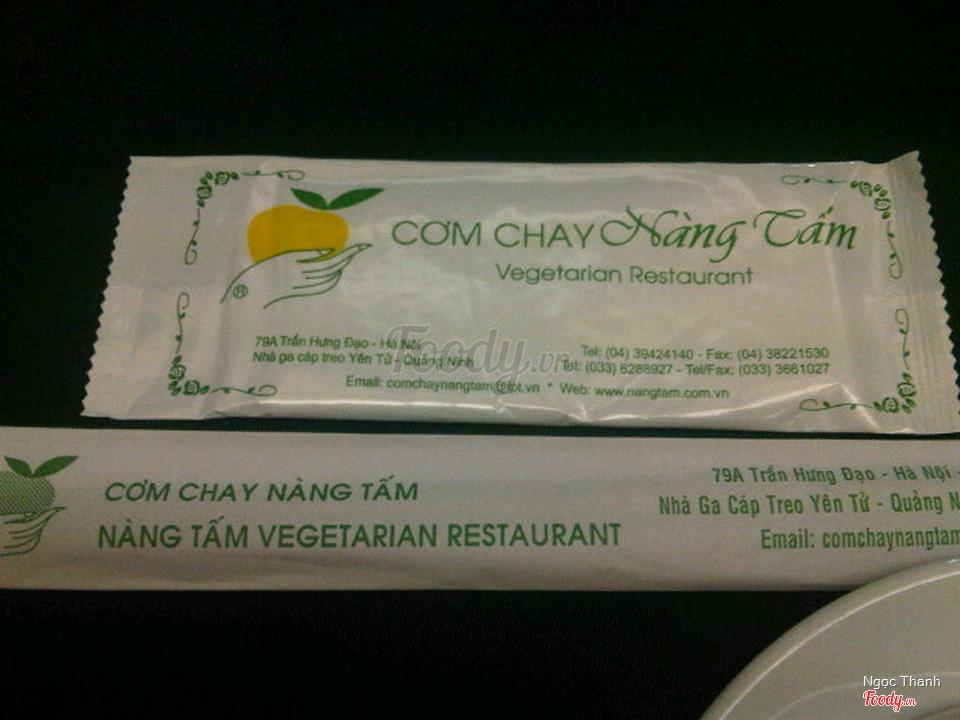 CƠM CHAY Nàng Tấm
Vegetarian Restaurant
®
79A Trần Hưng Đạo - Hà Nội
Nhà ga cáp treo Yên Tử - Quảng Ninh
Tel: (04) 39424140 - Fax: (04) 38221530
Tel: (033) 6288927 - Tel/Fax: (033) 3661027
Email: comchaynangtam@fpt.vn * Web: www.nangtam.com.vn
Foody.vn
CƠM CHAY NÀNG TẤM
NÀNG TẤM VEGETARIAN RESTAURANT
79A Trần Hưng Đạo - Hà Nội -
Nhà Ga Cáp Treo Yên Tử - Quảng N
Email: comchaynangtam
Ngọc Thanh
Foody.vn